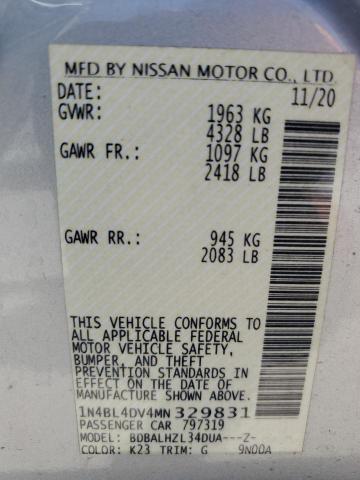 MFD BY NISSAN MOTOR CO., LTD.
DATE: 11/20
GVWR: 1963 KG
4328 LB
GAWR FR.: 1097 KG
2418 LB
GAWR RR.: 945 KG
2083 LB
THIS VEHICLE CONFORMS TO
ALL APPLICABLE FEDERAL
MOTOR VEHICLE SAFETY,
BUMPER, AND THEFT
PREVENTION STANDARDS IN
EFFECT ON THE DATE OF
MANUFACTURE SHOWN ABOVE.
1N4BL4DV4MN329831
PASSENGER CAR 797319
MODEL: BDBALHZL34DUA---Z-
COLOR: K23 TRIM: G 9N00A